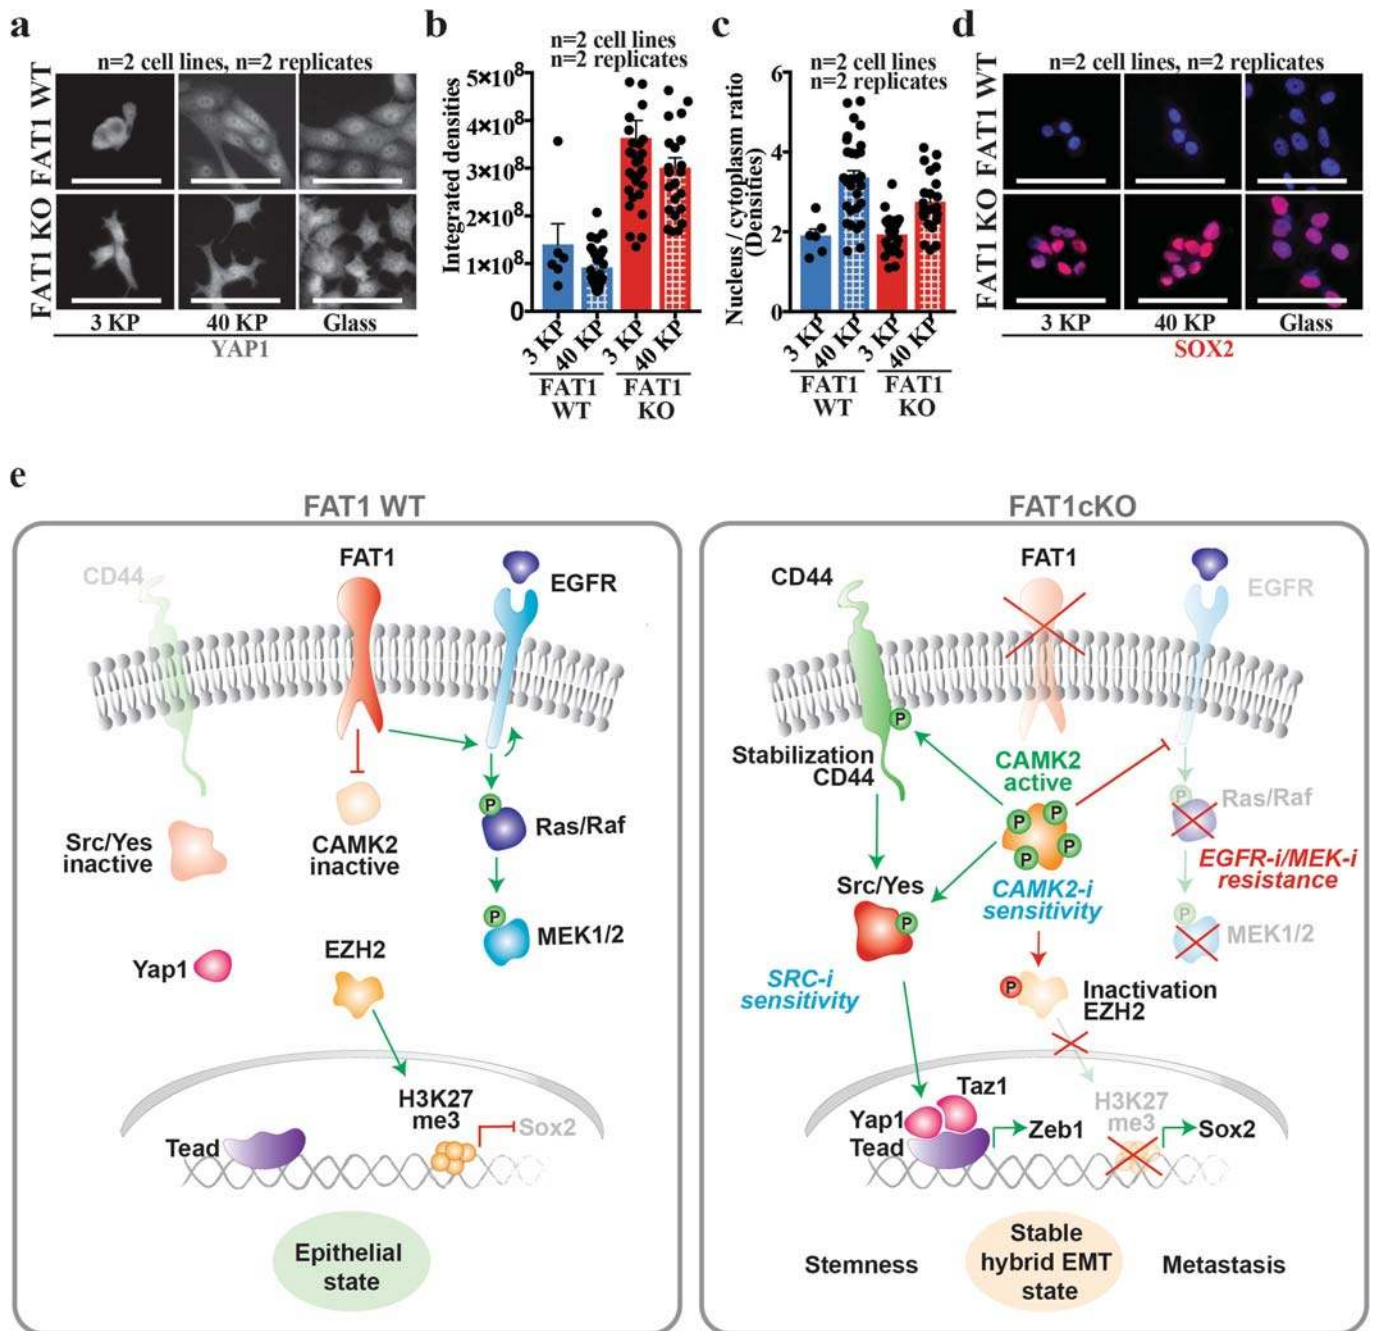 a
n=2 cell lines, n=2 replicates
FAT1 WT
FAT1 KO
3 KP
40 KP
Glass
YAP1
b
n=2 cell lines
n=2 replicates
Integrated densities
5×10⁸
4×10⁸
3×10⁸
2×10⁸
1×10⁸
0
3 KP
40 KP
3 KP
40 KP
FAT1
WT
FAT1
KO
c
n=2 cell lines
n=2 replicates
Nucleus / cytoplasm ratio
(Densifies)
6
4
2
0
3 KP
40 KP
3 KP
40 KP
FAT1
WT
FAT1
KO
d
n=2 cell lines, n=2 replicates
FAT1 WT
FAT1 KO
3 KP
40 KP
Glass
SOX2
e
FAT1 WT
CD44
FAT1
EGFR
P
Ras/Raf
Src/Yes
inactive
CAMK2
inactive
P
MEK1/2
Yap1
EZH2
H3K27
me3
Sox2
Tead
Epithelial
state
FAT1cKO
CD44
FAT1
EGFR
P
Stabilization
CD44
CAMK2
active
P
P
P
P
P
Ras/Raf
EGFR-i/MEK-i
resistance
Src/Yes
P
CAMK2-i
sensitivity
P
MEK1/2
SRC-i
sensitivity
P
Inactivation
EZH2
Taz1
Yap1
Tead
Zeb1
H3K27
me3
Sox2
Stemness
Stable
hybrid EMT
state
Metastasis